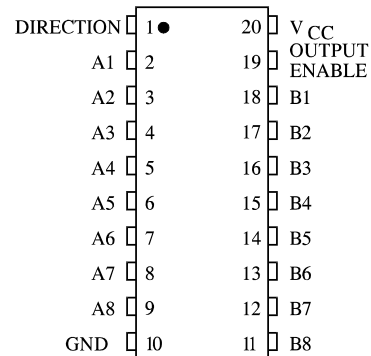 DIRECTION 1 20 VCC
A1 2 19 OUTPUT
ENABLE
A2 3 18 B1
A3 4 17 B2
A4 5 16 B3
A5 6 15 B4
A6 7 14 B5
A7 8 13 B6
A8 9 12 B7
GND 10 11 B8